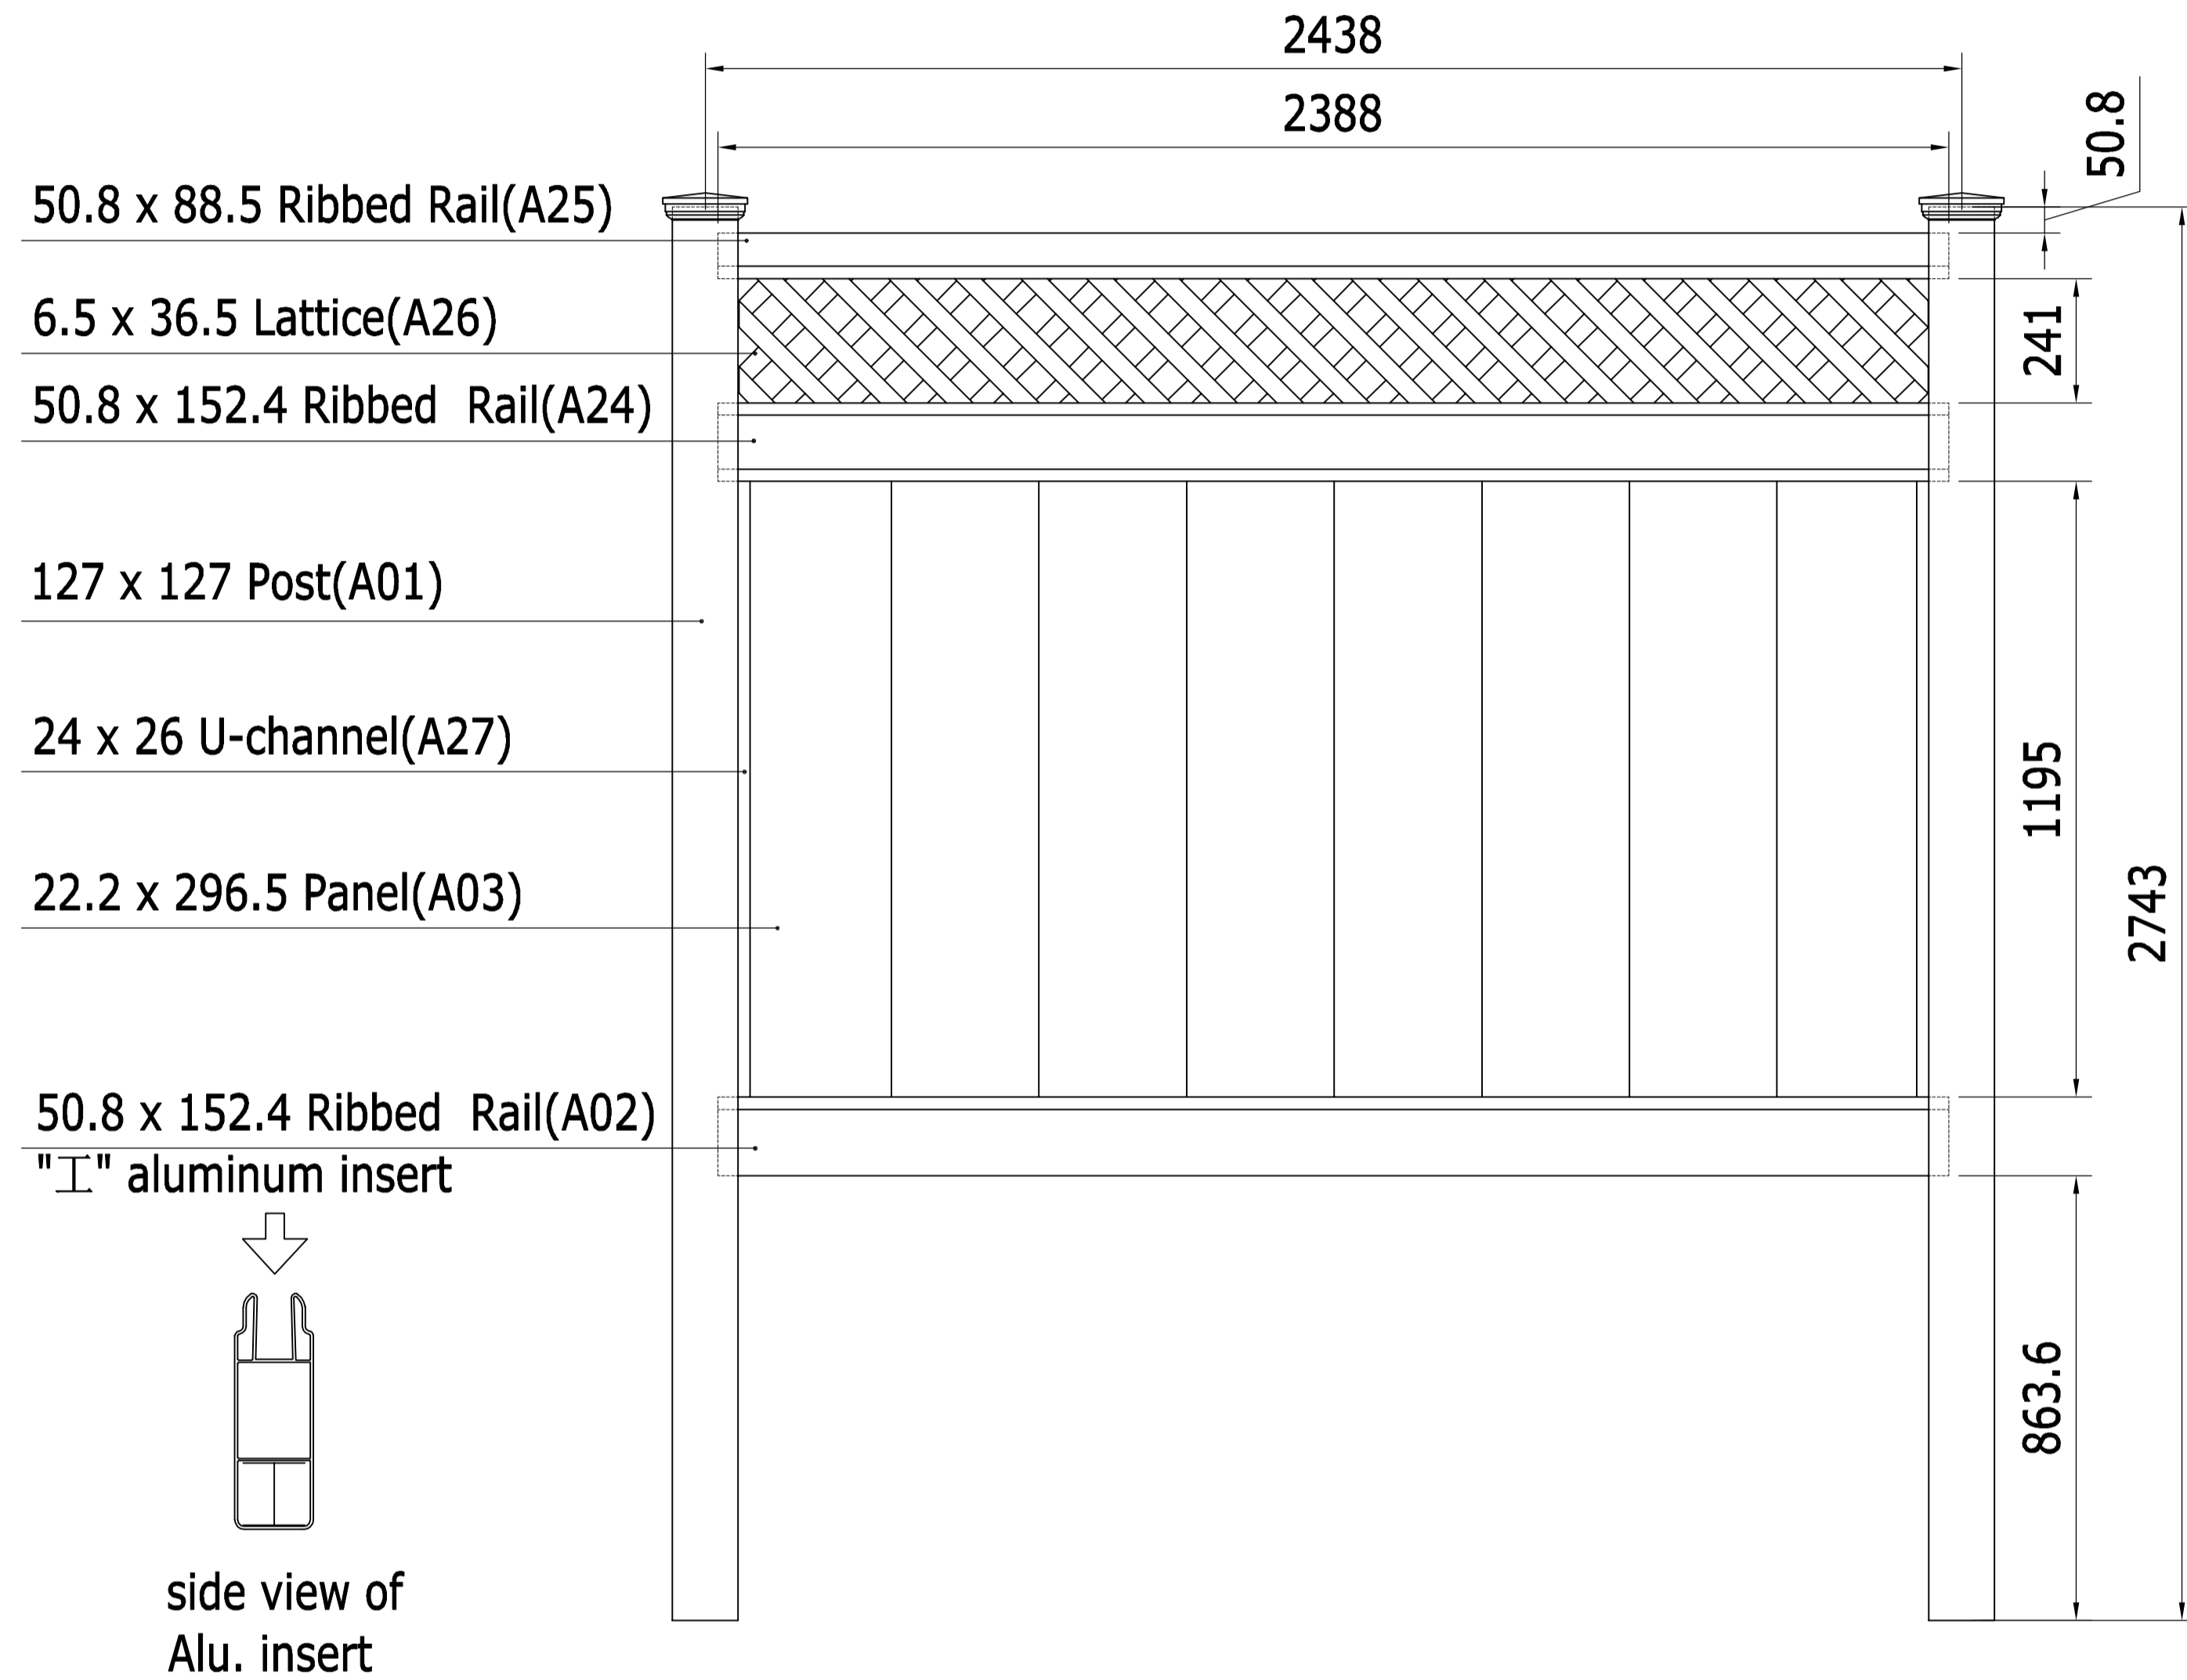 2438
2388
50.8
50.8 x 88.5 Ribbed Rail(A25)
6.5 x 36.5 Lattice(A26)
241
50.8 x 152.4 Ribbed Rail(A24)
127 x 127 Post(A01)
24 x 26 U-channel(A27)
1195
22.2 x 296.5 Panel(A03)
2743
50.8 x 152.4 Ribbed Rail(A02)
"工" aluminum insert
863.6
side view of
Alu. insert